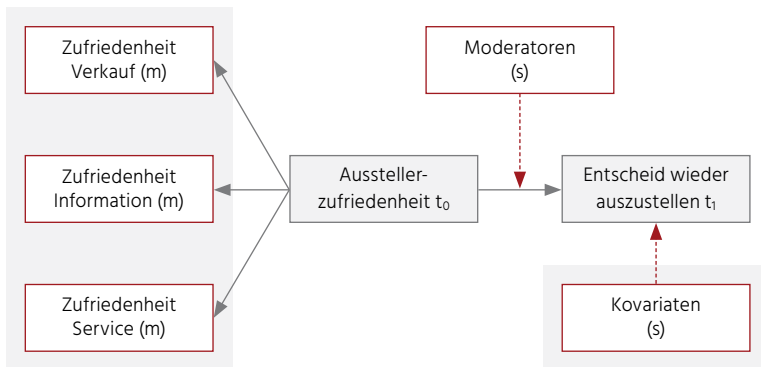 Zufriedenheit
Verkauf (m)
Moderatoren
(s)
Zufriedenheit
Information (m)
Aussteller-
zufriedenheit t₀
Entscheid wieder
auszustellen t₁
Zufriedenheit
Service (m)
Kovariaten
(s)